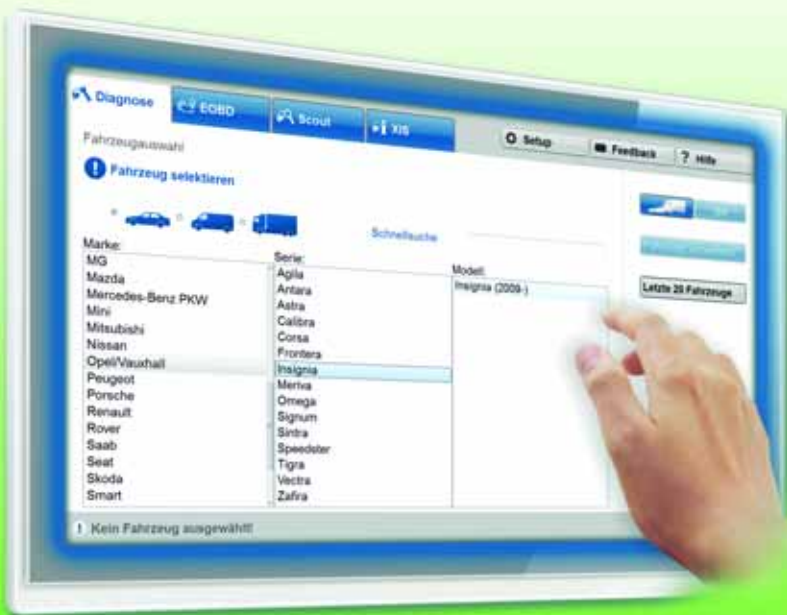 Diagnose
EOBD
Scout
XIS
Setup
Feedback
? Hilfe
Fahrzeugauswahl
! Fahrzeug selektieren
Schnellsuche
Marke:
MG
Mazda
Mercedes-Benz PKW
Mini
Mitsubishi
Nissan
Opel/Vauxhall
Peugeot
Porsche
Renault
Rover
Saab
Seat
Skoda
Smart
Serie:
Agila
Antara
Astra
Calibra
Corsa
Frontera
Insignia
Meriva
Omega
Signum
Sintra
Speedster
Tigra
Vectra
Zafira
Modell:
Insignia (2009-)
Letzte 20 Fahrzeuge
! Kein Fahrzeug ausgewählt!